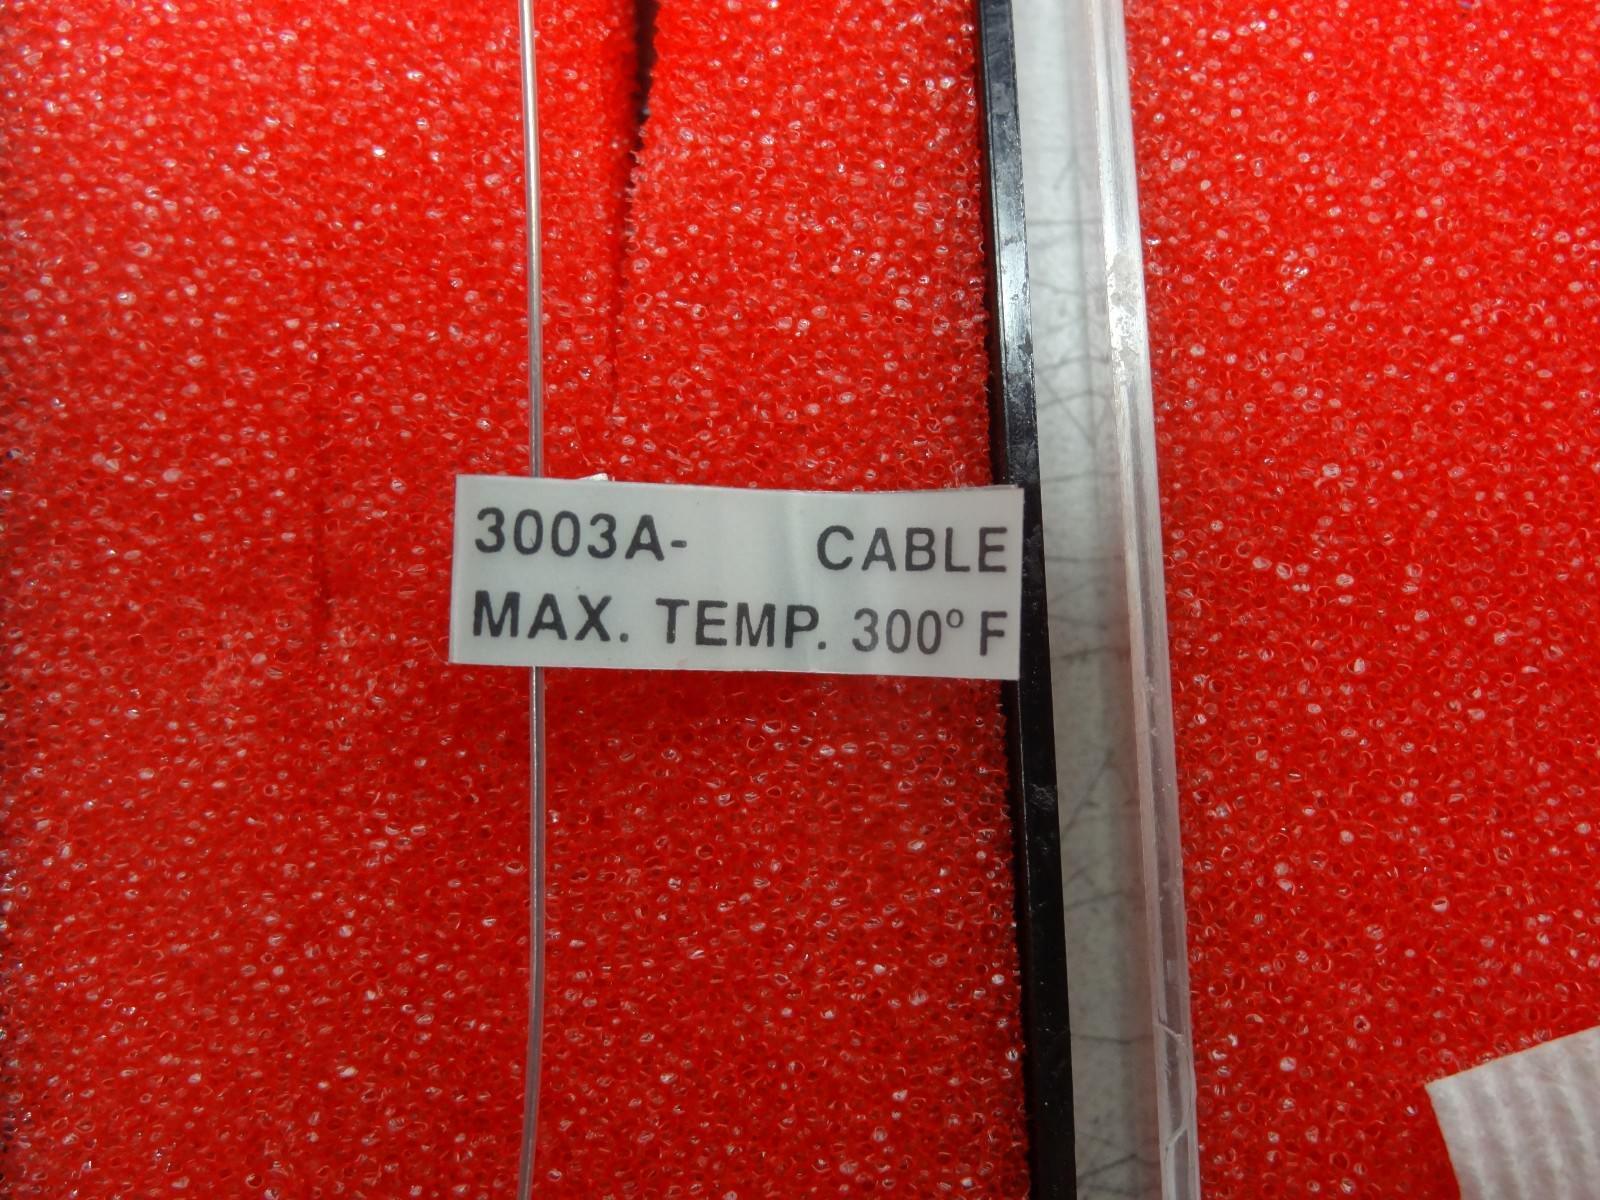 3003A- CABLE
MAX. TEMP. 300° F